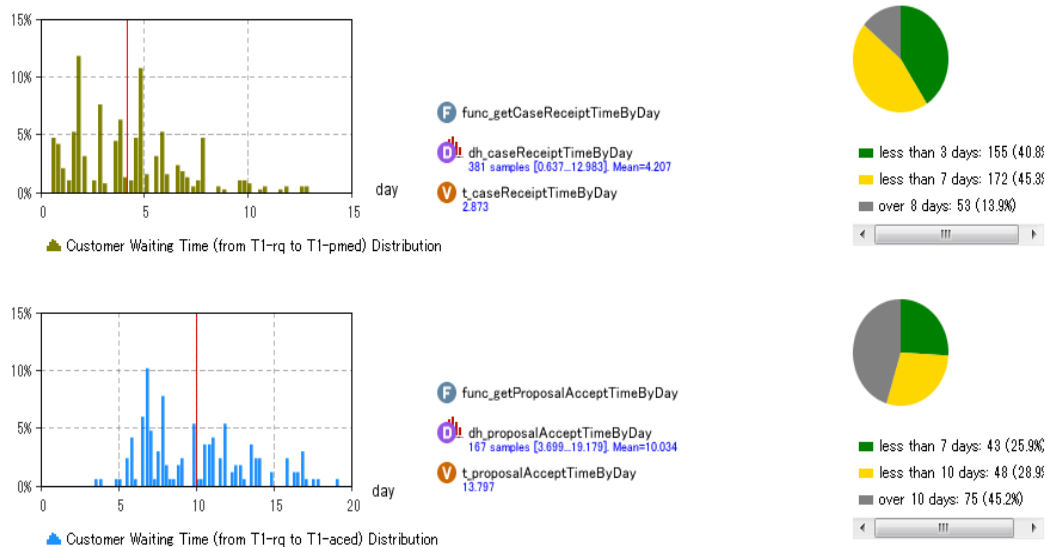 15%
10%
5%
0%
0
5
10
15
day
Customer Waiting Time (from T1-rq to T1-pmed) Distribution
F func_getCaseReceiptTimeByDay
D dh_caseReceiptTimeByDay
381 samples [0.637...12.983]. Mean=4.207
V t_caseReceiptTimeByDay
2.873
less than 3 days: 155 (40.8%
less than 7 days: 172 (45.3%
over 8 days: 53 (13.9%)
15%
10%
5%
0%
0
5
10
15
20
day
Customer Waiting Time (from T1-rq to T1-aced) Distribution
F func_getProposalAcceptTimeByDay
D dh_proposalAcceptTimeByDay
167 samples [3.699...19.179]. Mean=10.034
V t_proposalAcceptTimeByDay
13.797
less than 7 days: 43 (25.9%
less than 10 days: 48 (28.9%
over 10 days: 75 (45.2%)